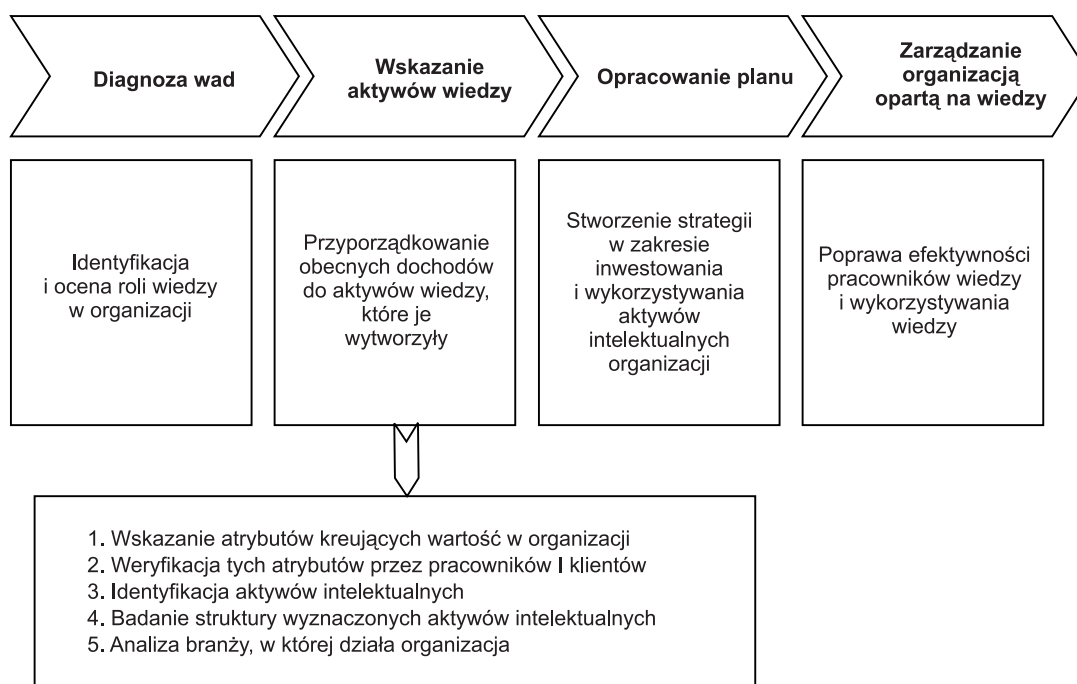 Diagnoza wad
Wskazanie
aktywów wiedzy
Opracowanie planu
Zarządzanie
organizacją
opartą na wiedzy
Identyfikacja
i ocena roli wiedzy
w organizacji
Przyporządkowanie
obecnych dochodów
do aktywów wiedzy,
które je
wytworzyły
Stworzenie strategii
w zakresie
inwestowania
i wykorzystywania
aktywów
intelektualnych
organizacji
Poprawa efektywności
pracowników wiedzy
i wykorzystywania
wiedzy
1. Wskazanie atrybutów kreujących wartość w organizacji
2. Weryfikacja tych atrybutów przez pracowników I klientów
3. Identyfikacja aktywów intelektualnych
4. Badanie struktury wyznaczonych aktywów intelektualnych
5. Analiza branży, w której działa organizacja